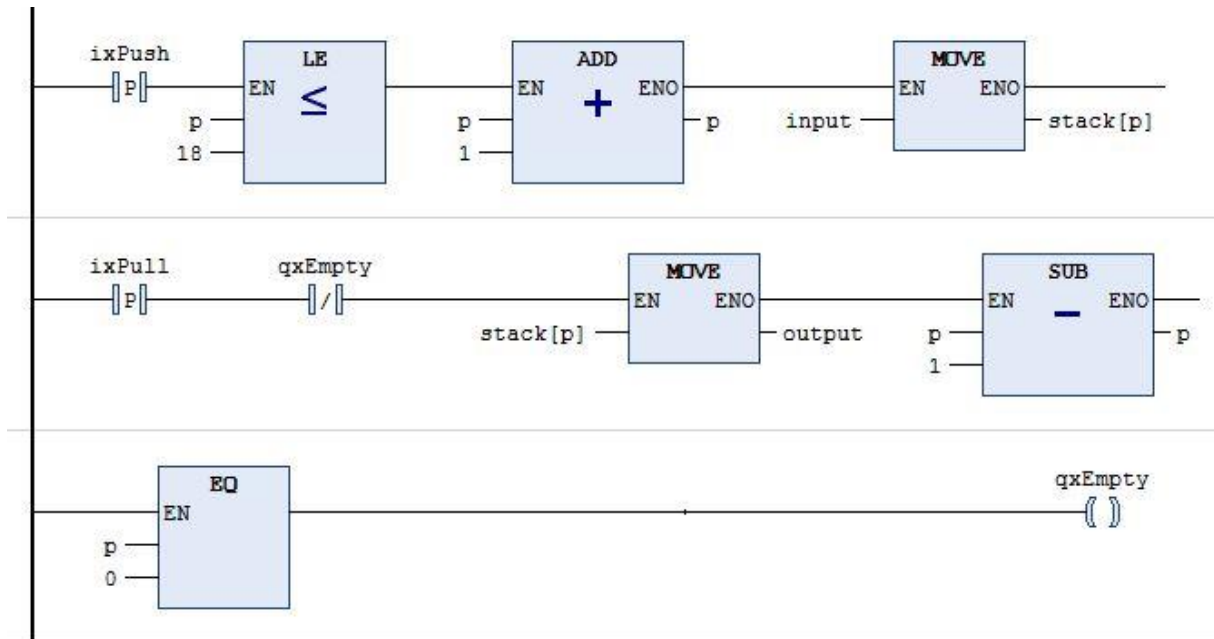 ixPush
LE ADD MOVE
P EN EN ENO EN ENO
≤ +
p p p input stack[p]
18 1
ixPull qxEmpty MOVE SUB
P / EN ENO EN ENO
−
stack[p] output p p
1
EQ qxEmpty
EN ( )
p
0